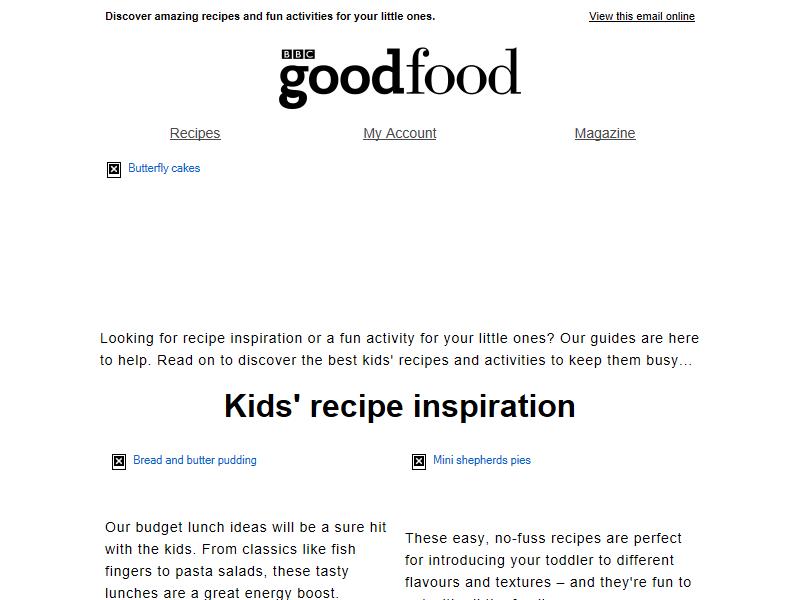 Discover amazing recipes and fun activities for your little ones.
View this email online
BBC
goodfood
Recipes
My Account
Magazine
Butterfly cakes
Looking for recipe inspiration or a fun activity for your little ones? Our guides are here
to help. Read on to discover the best kids' recipes and activities to keep them busy...
Kids' recipe inspiration
Bread and butter pudding
Mini shepherds pies
Our budget lunch ideas will be a sure hit
with the kids. From classics like fish
fingers to pasta salads, these tasty
lunches are a great energy boost.
These easy, no-fuss recipes are perfect
for introducing your toddler to different
flavours and textures – and they're fun to